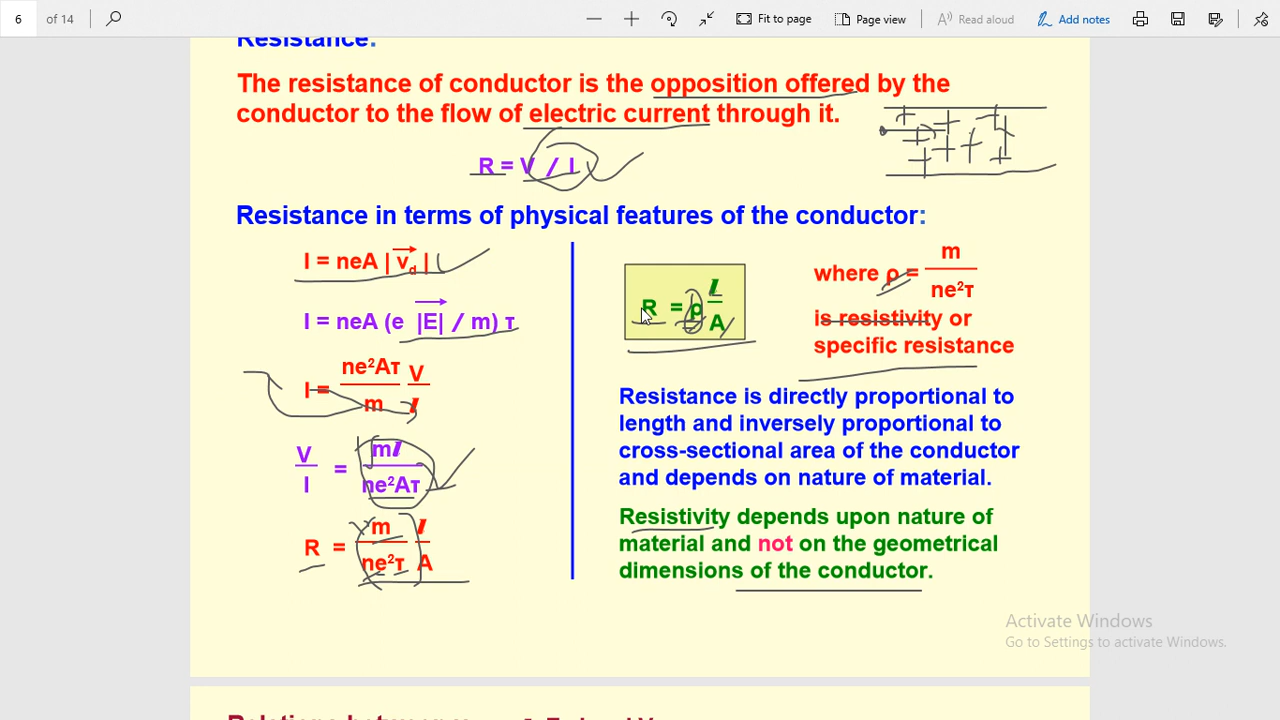 6 of 14 Fit to page Page view Read aloud Add notes
Resistance:
The resistance of conductor is the opposition offered by the
conductor to the flow of electric current through it.
R = V / I
Resistance in terms of physical features of the conductor:
I = neA | vd |
I = neA (e |E| / m) τ
I = ne²Aτ / m V / l
V / I = ml / ne²Aτ
R = m / ne²τ l / A
R = ρ l / A
where ρ = m / ne²τ
is resistivity or
specific resistance
Resistance is directly proportional to
length and inversely proportional to
cross-sectional area of the conductor
and depends on nature of material.
Resistivity depends upon nature of
material and not on the geometrical
dimensions of the conductor.
Activate Windows
Go to Settings to activate Windows.
Relations between